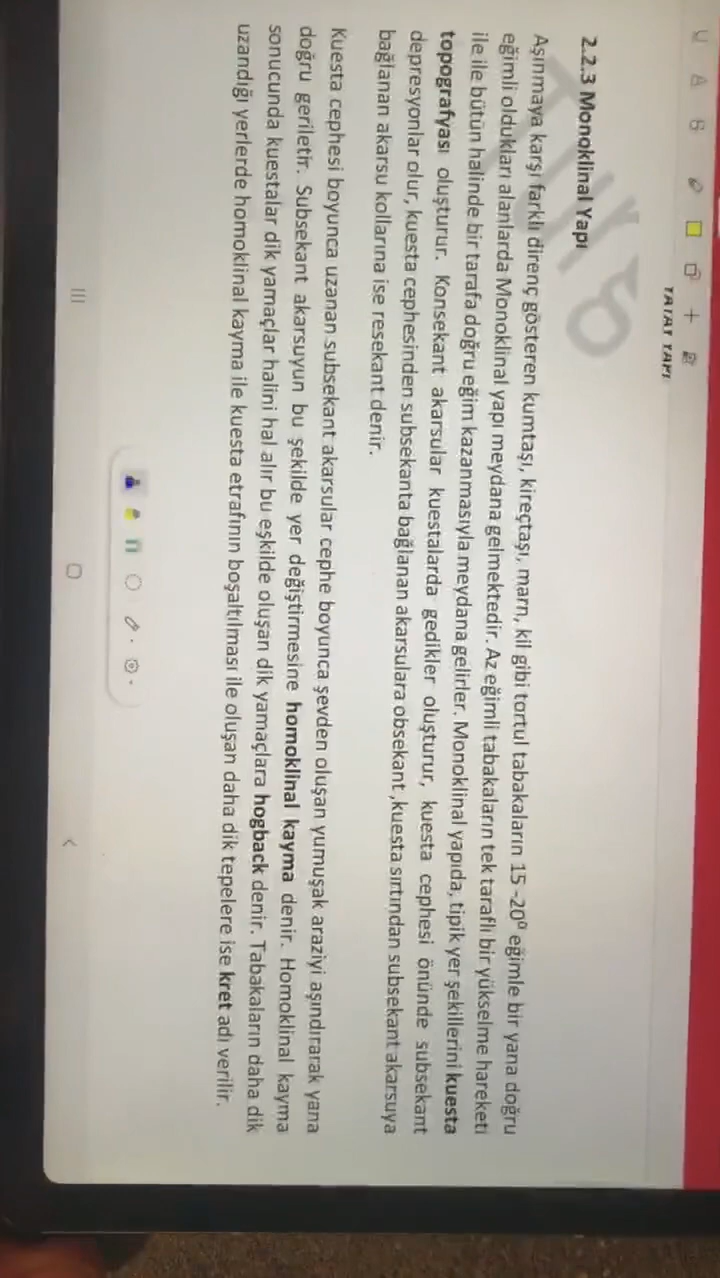 YATAY YAPI
2.2.3 Monoklinal Yapı
Aşınmaya karşı farklı direnç gösteren kumtaşı, kireçtaşı, marn, kil gibi tortul tabakaların 15 -20⁰ eğimle bir yana doğru
eğimli oldukları alanlarda Monoklinal yapı meydana gelmektedir. Az eğimli tabakaların tek taraflı bir yükselme hareketi
ile ile bütün halinde bir tarafa doğru eğim kazanmasıyla meydana gelirler. Monoklinal yapıda, tipik yer şekillerini kuesta
topografyası oluşturur. Konsekant akarsular kuestalarda gedikler oluşturur, kuesta cephesi önünde subsekant
depresyonlar olur, kuesta cephesinden subsekanta bağlanan akarsulara obsekant ,kuesta sırtından subsekant akarsuya
bağlanan akarsu kollarına ise resekant denir.
Kuesta cephesi boyunca uzanan subsekant akarsular cephe boyunca şevden oluşan yumuşak araziyi aşındırarak yana
doğru geriletir. Subsekant akarsuyun bu şekilde yer değiştirmesine homoklinal kayma denir. Homoklinal kayma
sonucunda kuestalar dik yamaçlar halini hal alır bu eşkilde oluşan dik yamaçlara hogback denir. Tabakaların daha dik
uzandığı yerlerde homoklinal kayma ile kuesta etrafının boşaltılması ile oluşan daha dik tepelere ise kret adı verilir.